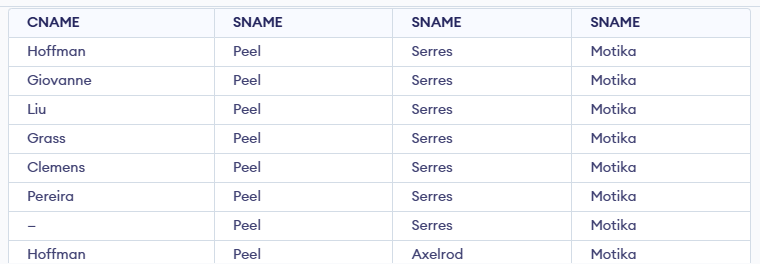 CNAME SNAME SNAME SNAME
Hoffman Peel Serres Motika
Giovanne Peel Serres Motika
Liu Peel Serres Motika
Grass Peel Serres Motika
Clemens Peel Serres Motika
Pereira Peel Serres Motika
– Peel Serres Motika
Hoffman Peel Axelrod Motika